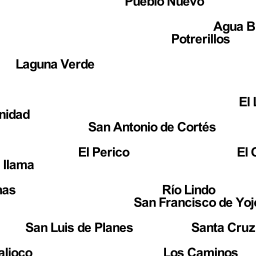 Pueblo Nuevo
Agua B
Potrerillos
Laguna Verde
El L
nidad
San Antonio de Cortés
El Perico
El C
llama
nas
Río Lindo
San Francisco de Yojo
San Luis de Planes
Santa Cruz
alioco
Los Caminos